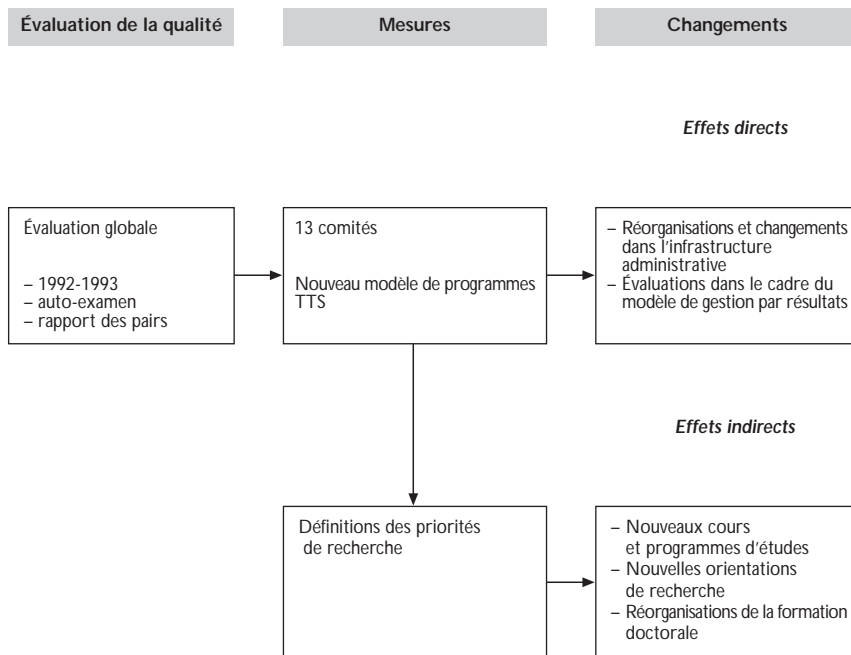 Évaluation de la qualité
Mesures
Changements
Effets directs
Évaluation globale
– 1992-1993
– auto-examen
– rapport des pairs
13 comités
Nouveau modèle de programmes
TTS
– Réorganisations et changements
dans l'infrastructure
administrative
– Évaluations dans le cadre du
modèle de gestion par résultats
Effets indirects
Définitions des priorités
de recherche
– Nouveaux cours
et programmes d'études
– Nouvelles orientations
de recherche
– Réorganisations de la formation
doctorale